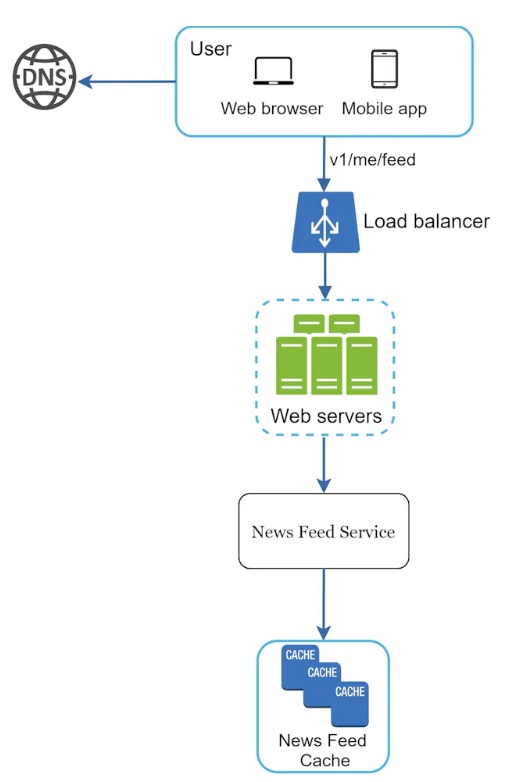 DNS
User
Web browser
Mobile app
v1/me/feed
Load balancer
Web servers
News Feed Service
CACHE
CACHE
CACHE
News Feed
Cache